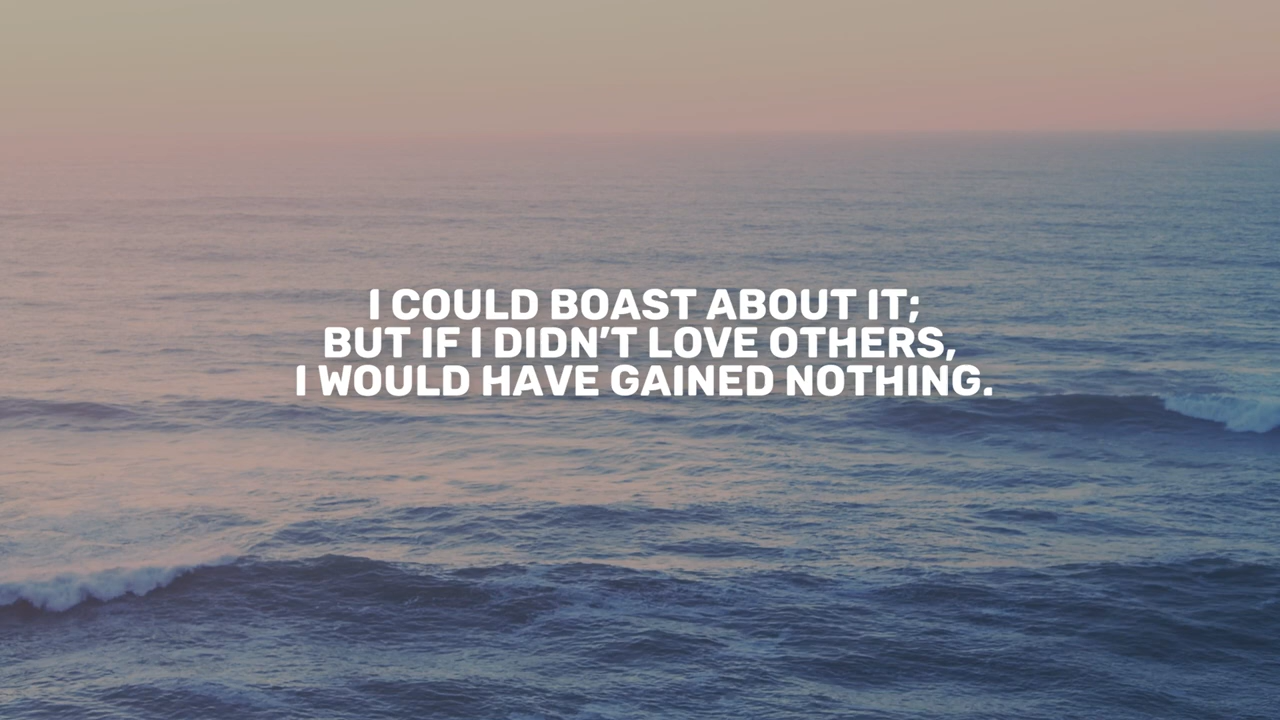 I COULD BOAST ABOUT IT;
BUT IF I DIDN’T LOVE OTHERS,
I WOULD HAVE GAINED NOTHING.